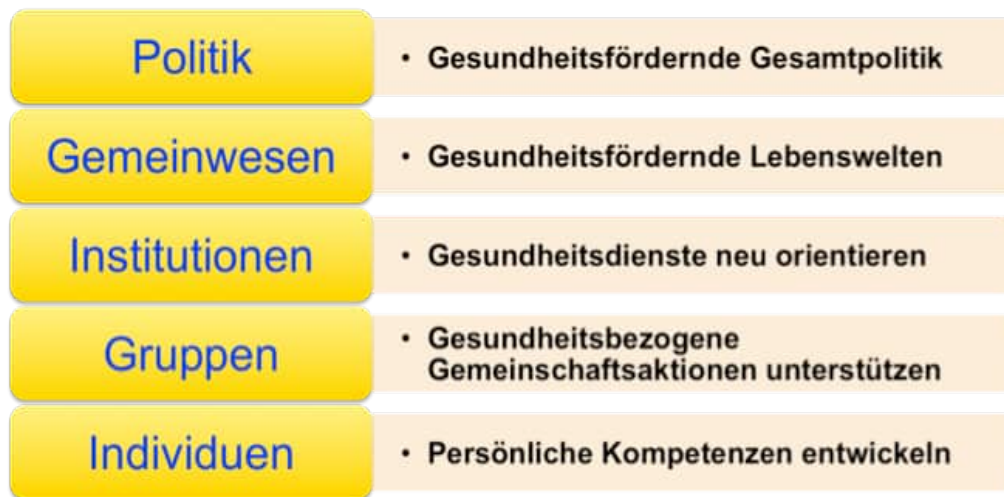 Politik
• Gesundheitsfördernde Gesamtpolitik
Gemeinwesen
• Gesundheitsfördernde Lebenswelten
Institutionen
• Gesundheitsdienste neu orientieren
Gruppen
• Gesundheitsbezogene
Gemeinschaftsaktionen unterstützen
Individuen
• Persönliche Kompetenzen entwickeln